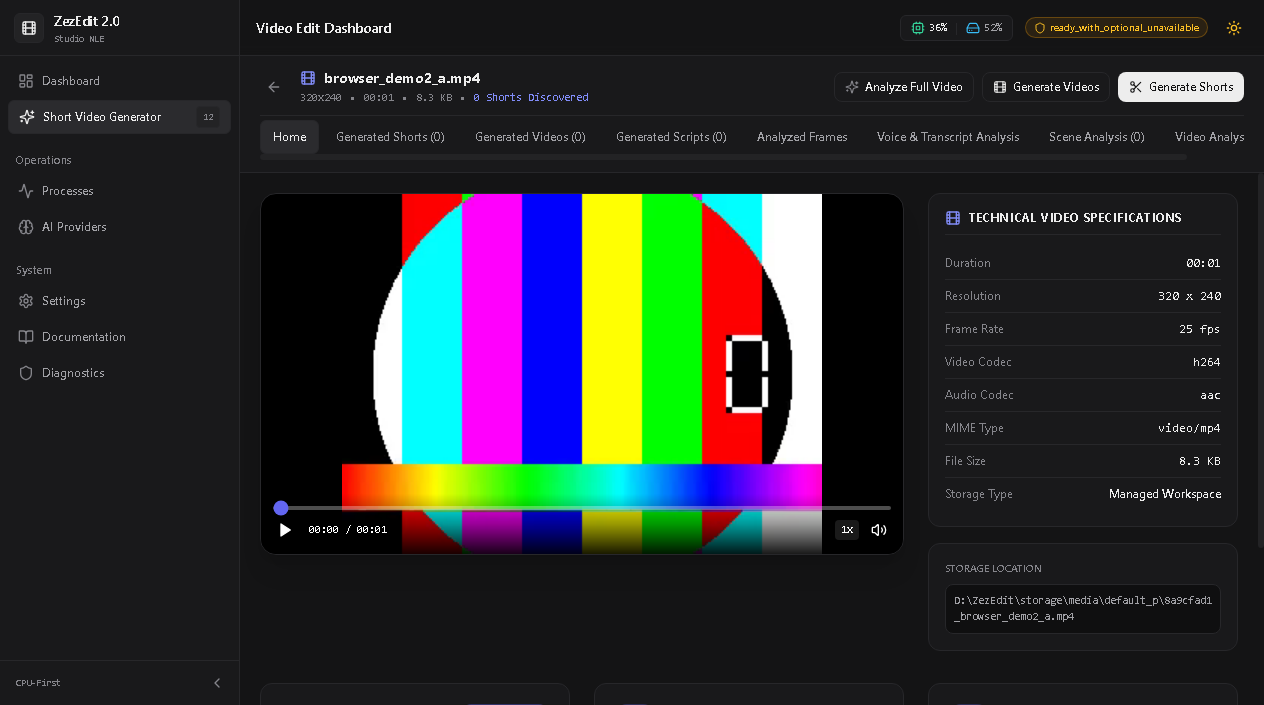 ZezEdit 2.0
Studio NLE
Dashboard
Short Video Generator 12
Operations
Processes
AI Providers
System
Settings
Documentation
Diagnostics
CPU-First
Video Edit Dashboard
36% 52%
ready_with_optional_unavailable
browser_demo2_a.mp4
320x240 • 00:01 • 8.3 KB • 0 Shorts Discovered
Analyze Full Video
Generate Videos
Generate Shorts
Home
Generated Shorts (0)
Generated Videos (0)
Generated Scripts (0)
Analyzed Frames
Voice & Transcript Analysis
Scene Analysis (0)
Video Analys
0
00:00 / 00:01
1x
TECHNICAL VIDEO SPECIFICATIONS
Duration 00:01
Resolution 320 x 240
Frame Rate 25 fps
Video Codec h264
Audio Codec aac
MIME Type video/mp4
File Size 8.3 KB
Storage Type Managed Workspace
STORAGE LOCATION
D:\ZezEdit\storage\media\default_p\8a9cfad1
_browser_demo2_a.mp4